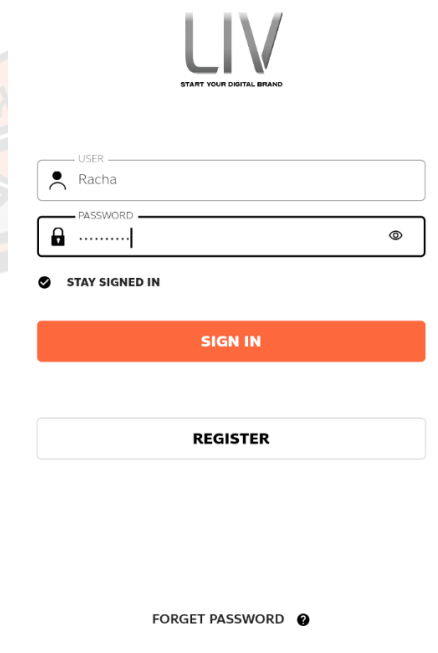 LIV
START YOUR DIGITAL BRAND
USER
Racha
PASSWORD
..........
STAY SIGNED IN
SIGN IN
REGISTER
FORGET PASSWORD ?